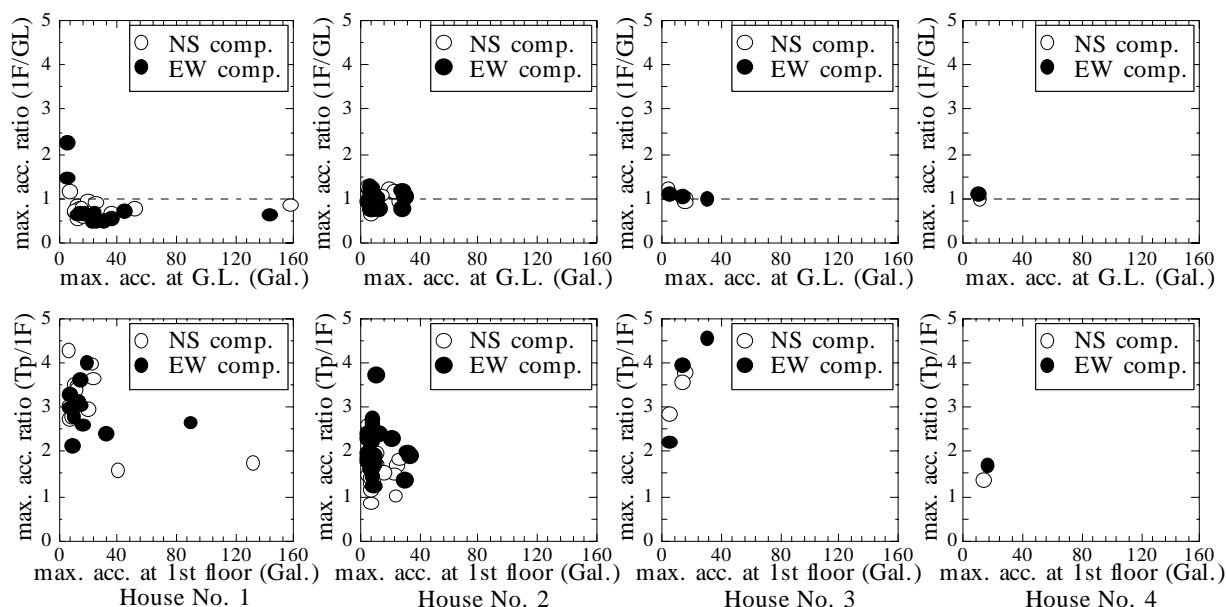 max. acc. ratio (1F/GL)
5
4
3
2
1
0
NS comp.
EW comp.
0 40 80 120 160
max. acc. at G.L. (Gal.)
max. acc. ratio (1F/GL)
5
4
3
2
1
0
NS comp.
EW comp.
0 40 80 120 160
max. acc. at G.L. (Gal.)
max. acc. ratio (1F/GL)
5
4
3
2
1
0
NS comp.
EW comp.
0 40 80 120 160
max. acc. at G.L. (Gal.)
max. acc. ratio (1F/GL)
5
4
3
2
1
0
NS comp.
EW comp.
0 40 80 120 160
max. acc. at G.L. (Gal.)
max. acc. ratio (Tp/1F)
5
4
3
2
1
0
NS comp.
EW comp.
0 40 80 120 160
max. acc. at 1st floor (Gal.)
House No. 1
max. acc. ratio (Tp/1F)
5
4
3
2
1
0
NS comp.
EW comp.
0 40 80 120 160
max. acc. at 1st floor (Gal.)
House No. 2
max. acc. ratio (Tp/1F)
5
4
3
2
1
0
NS comp.
EW comp.
0 40 80 120 160
max. acc. at 1st floor (Gal.)
House No. 3
max. acc. ratio (Tp/1F)
5
4
3
2
1
0
NS comp.
EW comp.
0 40 80 120 160
max. acc. at 1st floor (Gal.)
House No. 4